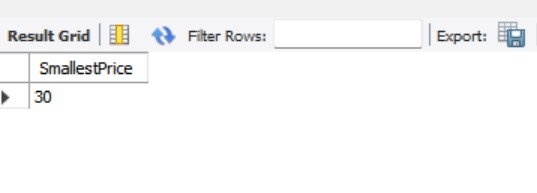 Result Grid Filter Rows: Export:
SmallestPrice
30